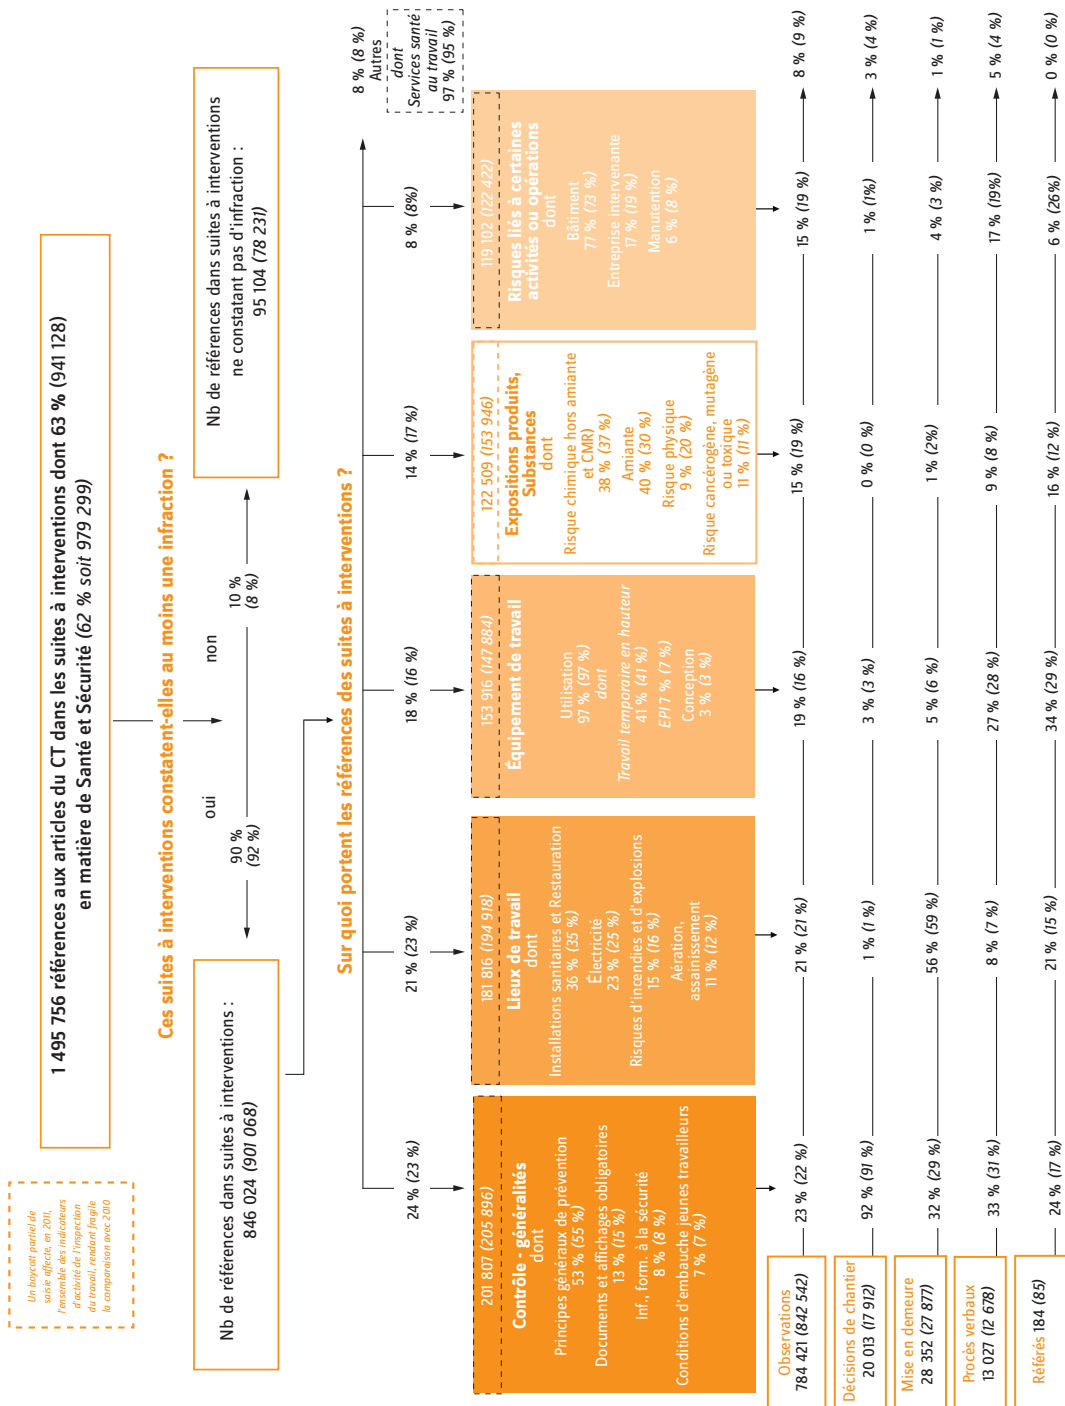 Un boycott partiel de
saisie affecte, en 2011,
l'ensemble des indicateurs
d'activité de l'inspection
du travail, rendant fragile
la comparaison avec 2010
1 495 756 références aux articles du CT dans les suites à interventions dont 63 % (941 128)
en matière de Santé et Sécurité (62 % soit 979 299)
Ces suites à interventions constatent-elles au moins une infraction ?
oui
non
90 %
(92 %)
10 %
(8 %)
Nb de références dans suites à interventions :
846 024 (901 068)
Nb de références dans suites à interventions
ne constatant pas d'infraction :
95 104 (78 231)
Sur quoi portent les références des suites à interventions ?
24 % (23 %)
21 % (23 %)
18 % (16 %)
14 % (17 %)
8 % (8%)
8 % (8 %)
Autres
dont
Services santé
au travail
97 % (95 %)
201 807 (205 896)
Contrôle - généralités
dont
Principes généraux de prévention
53 % (55 %)
Documents et affichages obligatoires
13 % (15 %)
Inf., form. à la sécurité
8 % (8 %)
Conditions d'embauche jeunes travailleurs
7 % (7 %)
181 816 (194 918)
Lieux de travail
dont
Installations sanitaires et Restauration
36 % (35 %)
Électricité
23 % (25 %)
Risques d'incendies et d'explosions
15 % (16 %)
Aération,
assainissement
11 % (12 %)
153 916 (147 884)
Équipement de travail
Utilisation
97 % (97 %)
dont
Travail temporaire en hauteur
41 % (41 %)
EPI 7 % (7 %)
Conception
3 % (3 %)
122 509 (153 946)
Expositions produits,
Substances
dont
Risque chimique hors amiante
et CMR)
38 % (37 %)
Amiante
40 % (30 %)
Risque physique
9 % (20 %)
Risque cancérogène, mutagène
ou toxique
11 % (11 %)
119 102 (122 422)
Risques liés à certaines
activités ou opérations
dont
Bâtiment
77 % (73 %)
Entreprise intervenante
17 % (19 %)
Manutention
6 % (8 %)
Observations
784 421 (842 542)
23 % (22 %)
21 % (21 %)
19 % (16 %)
15 % (19 %)
15 % (19 %)
8 % (9 %)
Décisions de chantier
20 013 (17 912)
92 % (91 %)
1 % (1 %)
3 % (3 %)
0 % (0 %)
1 % (1%)
3 % (4 %)
Mise en demeure
28 352 (27 877)
32 % (29 %)
56 % (59 %)
5 % (6 %)
1 % (2%)
4 % (3 %)
1 % (1 %)
Procès verbaux
13 027 (12 678)
33 % (31 %)
8 % (7 %)
27 % (28 %)
9 % (8 %)
17 % (19%)
5 % (4 %)
Référés 184 (85)
24 % (17 %)
21 % (15 %)
34 % (29 %)
16 % (12 %)
6 % (26%)
0 % (0 %)